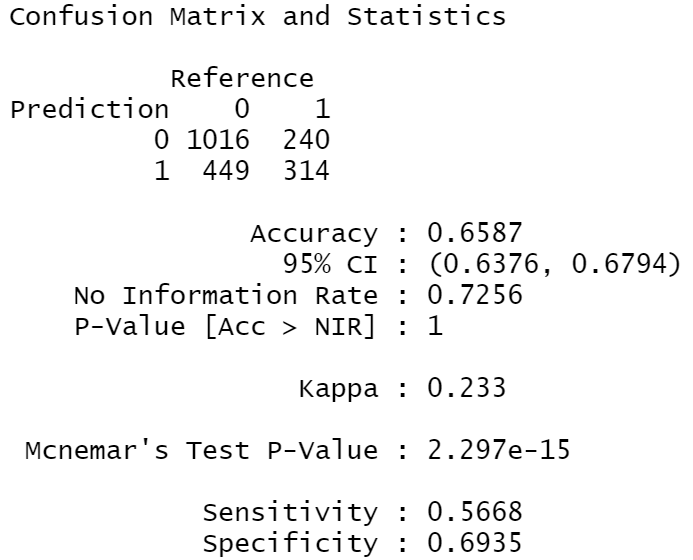 Confusion Matrix and Statistics
Reference
Prediction 0 1
0 1016 240
1 449 314
Accuracy : 0.6587
95% CI : (0.6376, 0.6794)
No Information Rate : 0.7256
P-Value [Acc > NIR] : 1
Kappa : 0.233
Mcnemar's Test P-Value : 2.297e-15
Sensitivity : 0.5668
Specificity : 0.6935